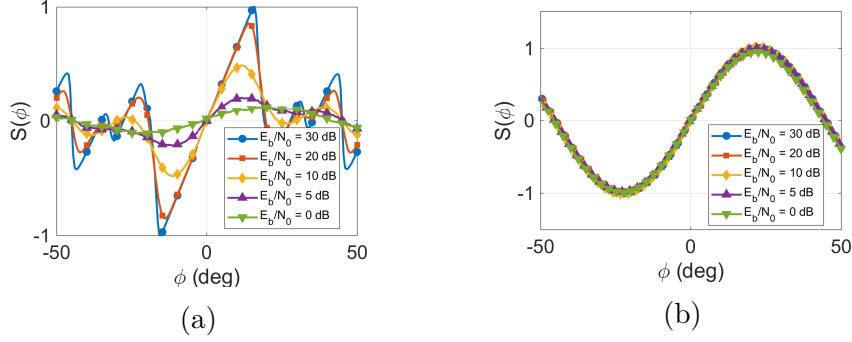 1
0
-1
S(ϕ)
-50
0
50
ϕ (deg)
E_b/N_0 = 30 dB
E_b/N_0 = 20 dB
E_b/N_0 = 10 dB
E_b/N_0 = 5 dB
E_b/N_0 = 0 dB
(a)
1
0
-1
S(ϕ)
-50
0
50
ϕ (deg)
E_b/N_0 = 30 dB
E_b/N_0 = 20 dB
E_b/N_0 = 10 dB
E_b/N_0 = 5 dB
E_b/N_0 = 0 dB
(b)